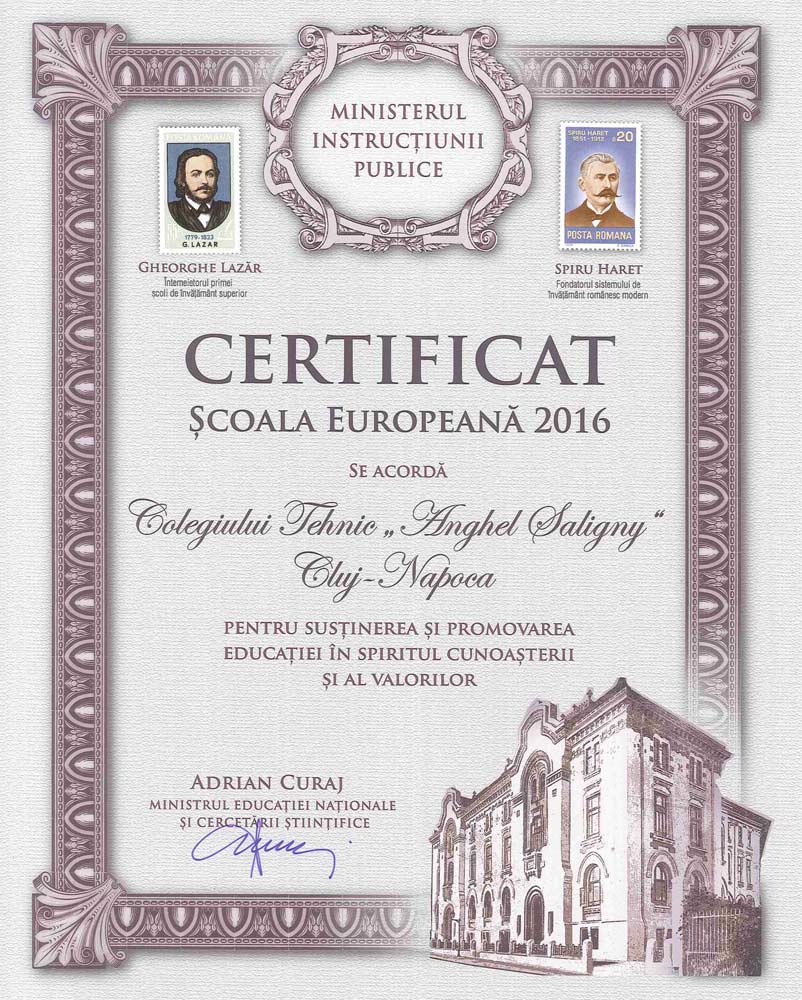 MINISTERUL
INSTRUCȚIUNII
PUBLICE
POSTA ROMANA
1779-1823
G. LAZAR
SPIRU HARET
1851-1912
20
POSTA ROMANA
GHEORGHE LAZĂR
Întemeietorul primei
școli de învățământ superior
SPIRU HARET
Fondatorul sistemului de
învățământ românesc modern
CERTIFICAT
ȘCOALA EUROPEANĂ 2016
SE ACORDĂ
Colegiului Tehnic „Anghel Saligny“
Cluj-Napoca
PENTRU SUSȚINEREA ȘI PROMOVAREA
EDUCAȚIEI ÎN SPIRITUL CUNOAȘTERII
ȘI AL VALORILOR
ADRIAN CURAJ
MINISTRUL EDUCAȚIEI NAȚIONALE
ȘI CERCETĂRII ȘTIINȚIFICE